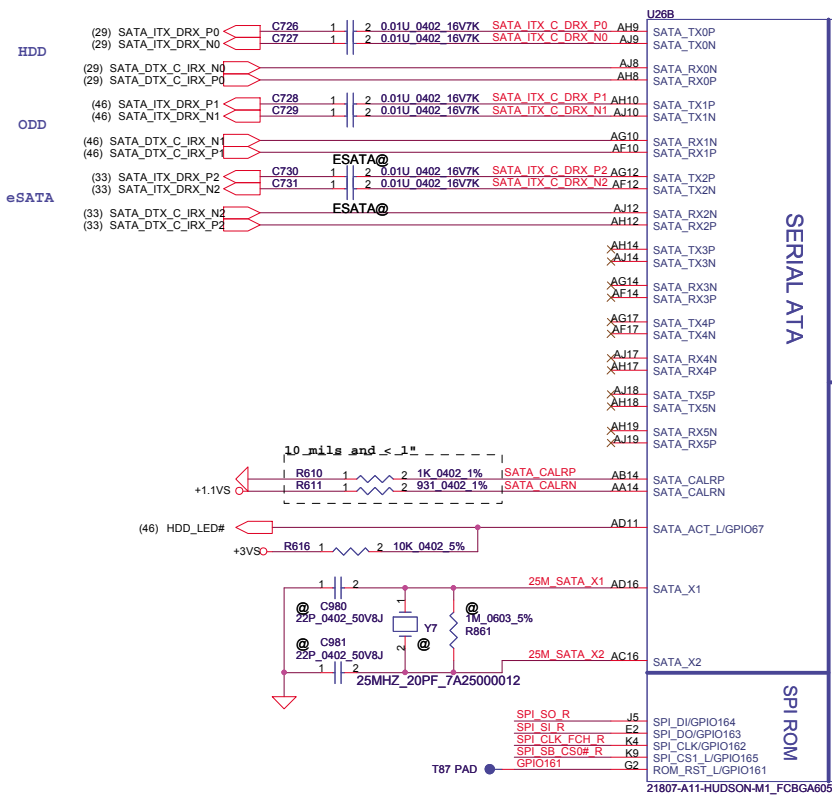 U26B
HDD
(29) SATA_ITX_DRX_P0 C726 1 2 0.01U_0402_16V7K SATA_ITX_C_DRX_P0 AH9 SATA_TX0P
(29) SATA_ITX_DRX_N0 C727 1 2 0.01U_0402_16V7K SATA_ITX_C_DRX_N0 AJ9 SATA_TX0N
(29) SATA_DTX_C_IRX_N0 AJ8 SATA_RX0N
(29) SATA_DTX_C_IRX_P0 AH8 SATA_RX0P
ODD
(46) SATA_ITX_DRX_P1 C728 1 2 0.01U_0402_16V7K SATA_ITX_C_DRX_P1 AH10 SATA_TX1P
(46) SATA_ITX_DRX_N1 C729 1 2 0.01U_0402_16V7K SATA_ITX_C_DRX_N1 AJ10 SATA_TX1N
(46) SATA_DTX_C_IRX_N1 AG10 SATA_RX1N
(46) SATA_DTX_C_IRX_P1 AF10 SATA_RX1P
ESATA@
eSATA
(33) SATA_ITX_DRX_P2 C730 1 2 0.01U_0402_16V7K SATA_ITX_C_DRX_P2 AG12 SATA_TX2P
(33) SATA_ITX_DRX_N2 C731 1 2 0.01U_0402_16V7K SATA_ITX_C_DRX_N2 AF12 SATA_TX2N
ESATA@
(33) SATA_DTX_C_IRX_N2 AJ12 SATA_RX2N
(33) SATA_DTX_C_IRX_P2 AH12 SATA_RX2P
SERIAL ATA
AH14 SATA_TX3P
AJ14 SATA_TX3N
AG14 SATA_RX3N
AF14 SATA_RX3P
AG17 SATA_TX4P
AF17 SATA_TX4N
AJ17 SATA_RX4N
AH17 SATA_RX4P
AJ18 SATA_TX5P
AH18 SATA_TX5N
AH19 SATA_RX5N
AJ19 SATA_RX5P
10 mils and < 1"
R610 1 2 1K_0402_1% SATA_CALRP AB14 SATA_CALRP
+1.1VS R611 1 2 931_0402_1% SATA_CALRN AA14 SATA_CALRN
(46) HDD_LED# AD11 SATA_ACT_L/GPIO67
+3VS R616 1 2 10K_0402_5%
1 2 25M_SATA_X1 AD16 SATA_X1
@ C980
22P_0402_50V8J
1 Y7 2 @
@ 1M_0603_5%
R861
@ C981
22P_0402_50V8J
1 2 25M_SATA_X2 AC16 SATA_X2
25MHZ_20PF_7A25000012
SPI ROM
SPI_SO_R J5 SPI_DI/GPIO164
SPI_SI_R E2 SPI_DO/GPIO163
SPI_CLK_FCH_R K4 SPI_CLK/GPIO162
SPI_SB_CS0#_R K9 SPI_CS1_L/GPIO165
T87 PAD GPIO161 G2 ROM_RST_L/GPIO161
21807-A11-HUDSON-M1_FCBGA605